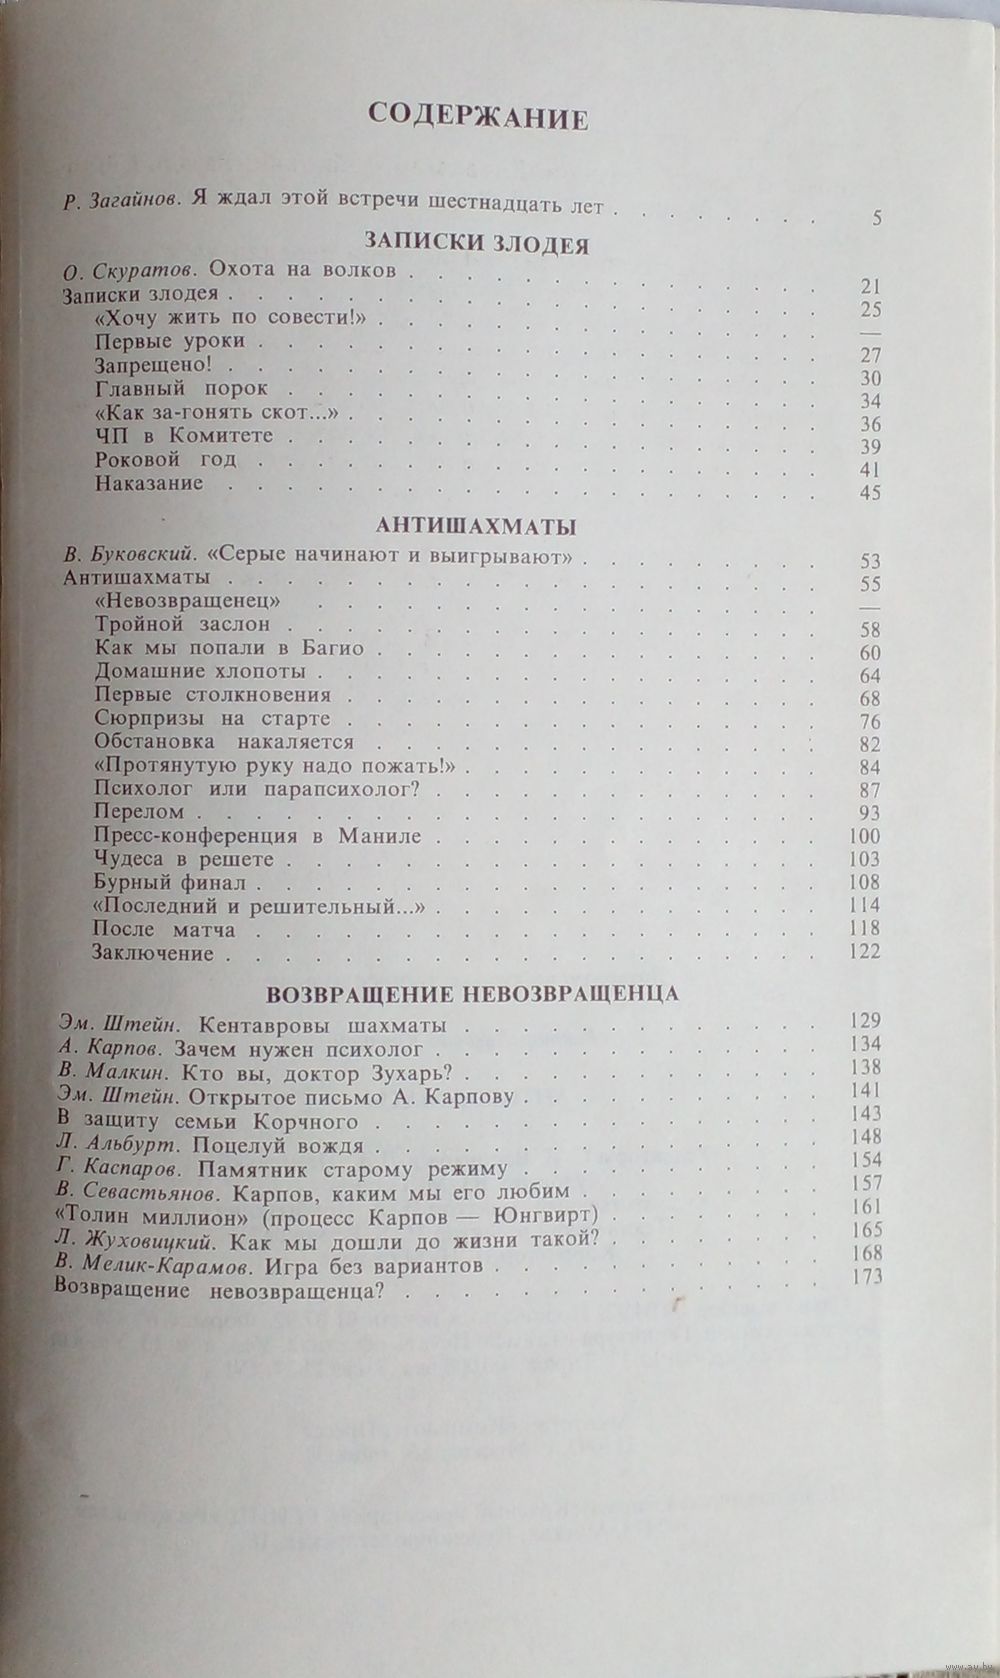 СОДЕРЖАНИЕ
Р. Загайнов. Я ждал этой встречи шестнадцать лет . . . . . . . 5
ЗАПИСКИ ЗЛОДЕЯ
О. Скуратов. Охота на волков . . . . . . . . . . . . . . 21
Записки злодея . . . . . . . . . . . . . . . . . . . . 25
«Хочу жить по совести!» . . . . . . . . . . . . . . . —
Первые уроки . . . . . . . . . . . . . . . . . . . 27
Запрещено! . . . . . . . . . . . . . . . . . . . . 30
Главный порок . . . . . . . . . . . . . . . . . . 34
«Как за-гонять скот...» . . . . . . . . . . . . . . . . 36
ЧП в Комитете . . . . . . . . . . . . . . . . . . 39
Роковой год . . . . . . . . . . . . . . . . . . . 41
Наказание . . . . . . . . . . . . . . . . . . . . 45
АНТИШАХМАТЫ
В. Буковский. «Серые начинают и выигрывают» . . . . . . . . 53
Антишахматы . . . . . . . . . . . . . . . . . . . . 55
«Невозвращенец» . . . . . . . . . . . . . . . . . —
Тройной заслон . . . . . . . . . . . . . . . . . . 58
Как мы попали в Багио . . . . . . . . . . . . . . . 60
Домашние хлопоты . . . . . . . . . . . . . . . . . 64
Первые столкновения . . . . . . . . . . . . . . . . 68
Сюрпризы на старте . . . . . . . . . . . . . . . . 76
Обстановка накаляется . . . . . . . . . . . . . . . 82
«Протянутую руку надо пожать!» . . . . . . . . . . . . 84
Психолог или парапсихолог? . . . . . . . . . . . . . 87
Перелом . . . . . . . . . . . . . . . . . . . . . 93
Пресс-конференция в Маниле . . . . . . . . . . . . . 100
Чудеса в решете . . . . . . . . . . . . . . . . . . 103
Бурный финал . . . . . . . . . . . . . . . . . . . 108
«Последний и решительный...» . . . . . . . . . . . . . 114
После матча . . . . . . . . . . . . . . . . . . . 118
Заключение . . . . . . . . . . . . . . . . . . . . 122
ВОЗВРАЩЕНИЕ НЕВОЗВРАЩЕНЦА
Эм. Штейн. Кентавровы шахматы . . . . . . . . . . . . 129
А. Карпов. Зачем нужен психолог . . . . . . . . . . . . . 134
В. Малкин. Кто вы, доктор Зухарь? . . . . . . . . . . . . 138
Эм. Штейн. Открытое письмо А. Карпову . . . . . . . . . . 141
В защиту семьи Корчного . . . . . . . . . . . . . . . 143
Л. Альбурт. Поцелуй вождя . . . . . . . . . . . . . . . 148
Г. Каспаров. Памятник старому режиму . . . . . . . . . . 154
В. Севастьянов. Карпов, каким мы его любим . . . . . . . . 157
«Толин миллион» (процесс Карпов — Юнгвирт) . . . . . . . 161
Л. Жуховицкий. Как мы дошли до жизни такой? . . . . . . . 165
В. Мелик-Карамов. Игра без вариантов . . . . . . . . . . . 168
Возвращение невозвращенца? . . . . . . . . . . . . . . 173
www.av.by